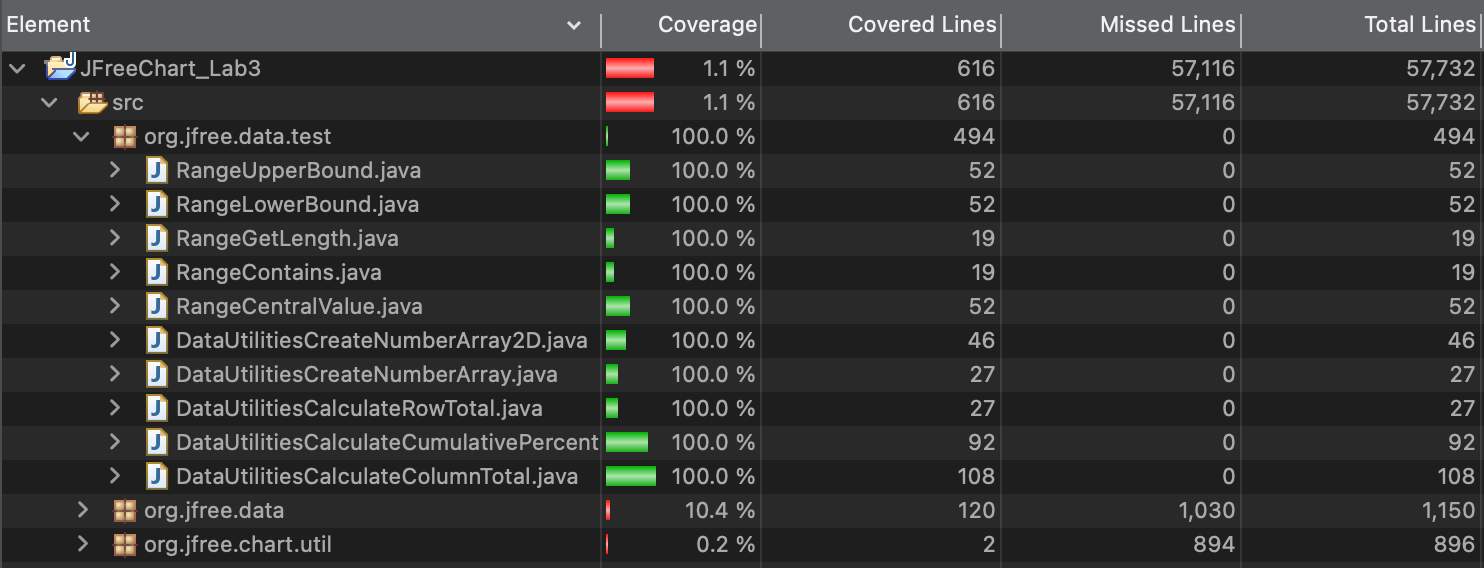 Element Coverage Covered Lines Missed Lines Total Lines
JFreeChart_Lab3 1.1 % 616 57,116 57,732
src 1.1 % 616 57,116 57,732
org.jfree.data.test 100.0 % 494 0 494
RangeUpperBound.java 100.0 % 52 0 52
RangeLowerBound.java 100.0 % 52 0 52
RangeGetLength.java 100.0 % 19 0 19
RangeContains.java 100.0 % 19 0 19
RangeCentralValue.java 100.0 % 52 0 52
DataUtilitiesCreateNumberArray2D.java 100.0 % 46 0 46
DataUtilitiesCreateNumberArray.java 100.0 % 27 0 27
DataUtilitiesCalculateRowTotal.java 100.0 % 27 0 27
DataUtilitiesCalculateCumulativePercent 100.0 % 92 0 92
DataUtilitiesCalculateColumnTotal.java 100.0 % 108 0 108
org.jfree.data 10.4 % 120 1,030 1,150
org.jfree.chart.util 0.2 % 2 894 896